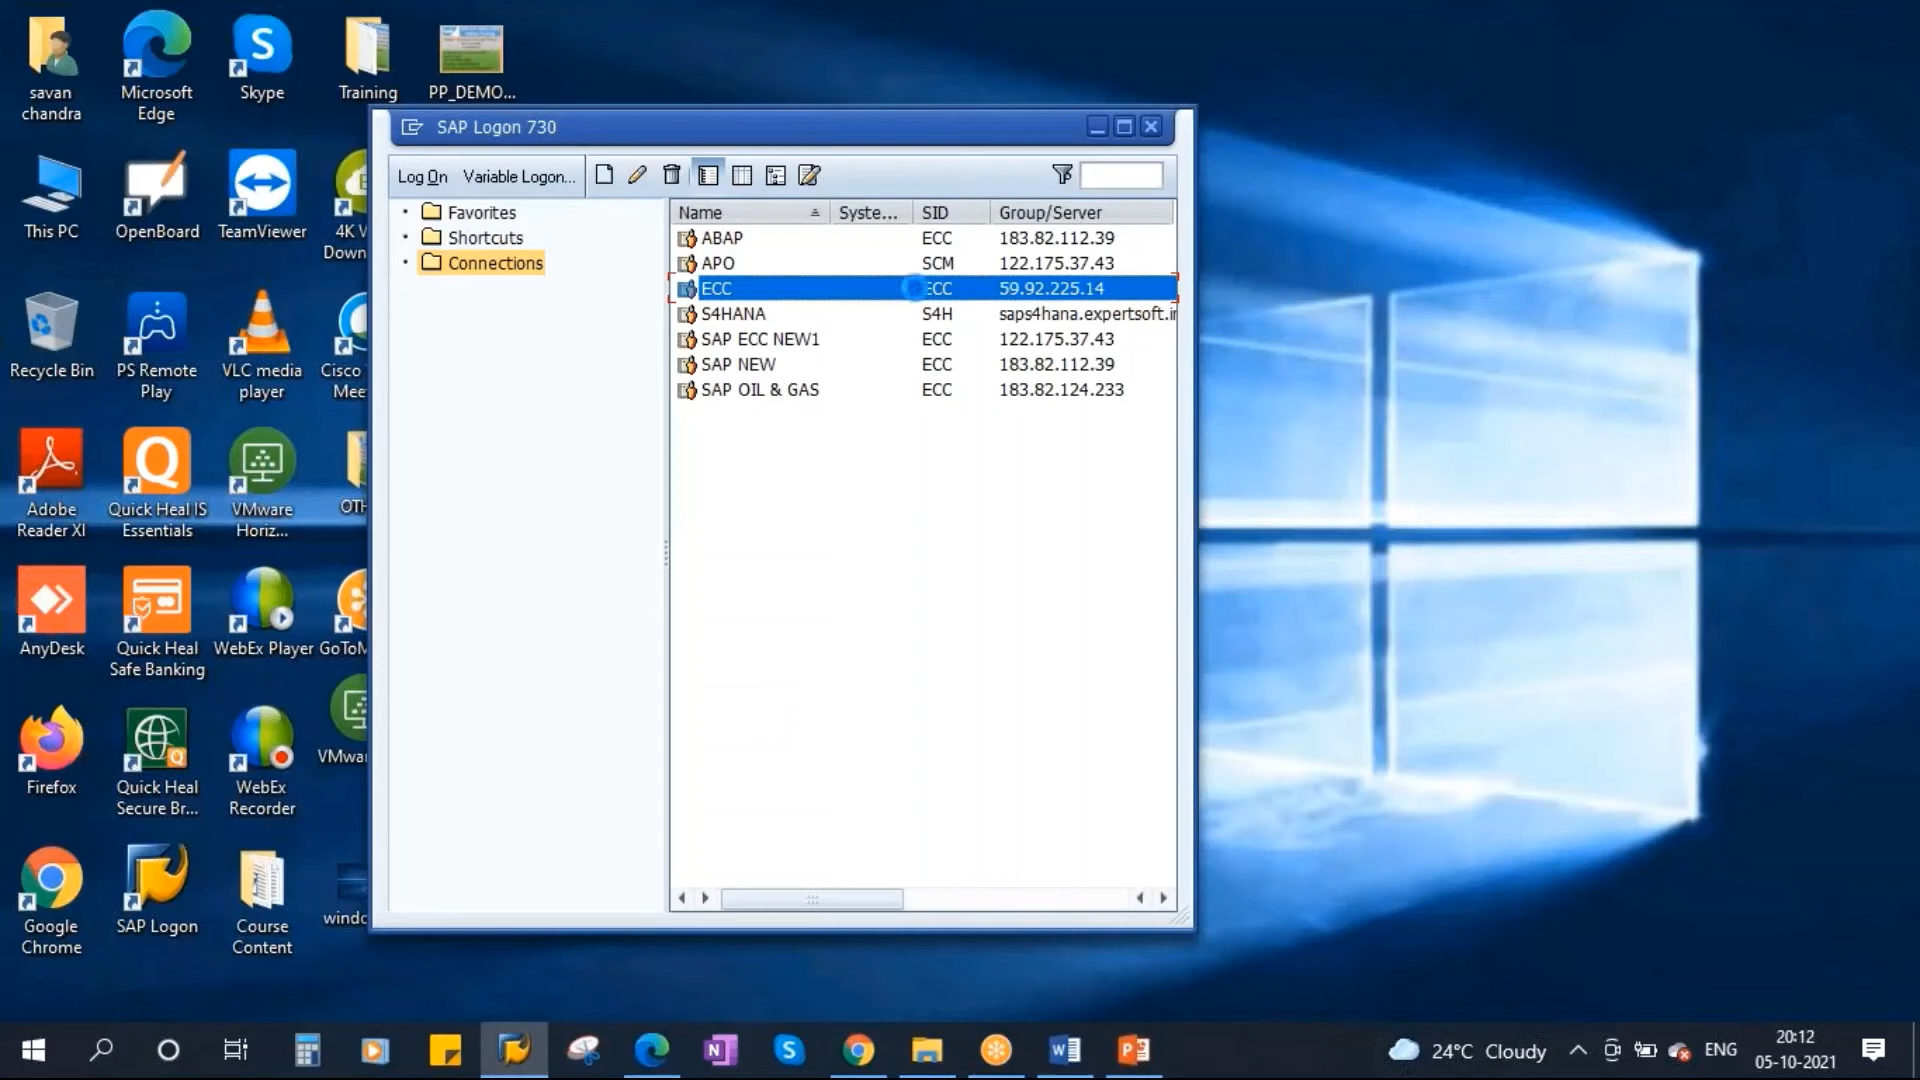 savan
chandra
Microsoft
Edge
Skype
Training
PP_DEMO...
This PC
OpenBoard
TeamViewer
4K V
Down
Recycle Bin
PS Remote
Play
VLC media
player
Cisco
Mee
Adobe
Reader XI
Quick Heal IS
Essentials
VMware
Horiz...
OTH
AnyDesk
Quick Heal
Safe Banking
WebEx Player
GoToM
Firefox
Quick Heal
Secure Br...
WebEx
Recorder
VMwa
Google
Chrome
SAP Logon
Course
Content
windo
SAP Logon 730
Log On Variable Logon...
Favorites
Shortcuts
Connections
Name Syste... SID Group/Server
ABAP ECC 183.82.112.39
APO SCM 122.175.37.43
ECC ECC 59.92.225.14
S4HANA S4H saps4hana.expertsoft.ir
SAP ECC NEW1 ECC 122.175.37.43
SAP NEW ECC 183.82.112.39
SAP OIL & GAS ECC 183.82.124.233
24°C Cloudy
ENG
20:12
05-10-2021